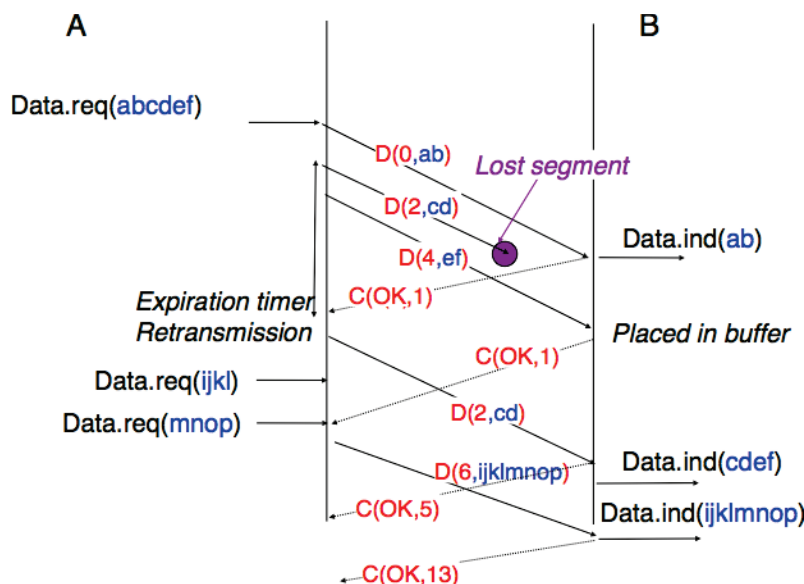 A
B
Data.req(abcdef)
D(0,ab)
Lost segment
D(2,cd)
Data.ind(ab)
D(4,ef)
C(OK,1)
Expiration timer
Retransmission
Placed in buffer
C(OK,1)
Data.req(ijkl)
D(2,cd)
Data.req(mnop)
D(6,ijklmnop)
Data.ind(cdef)
C(OK,5)
Data.ind(ijklmnop)
C(OK,13)